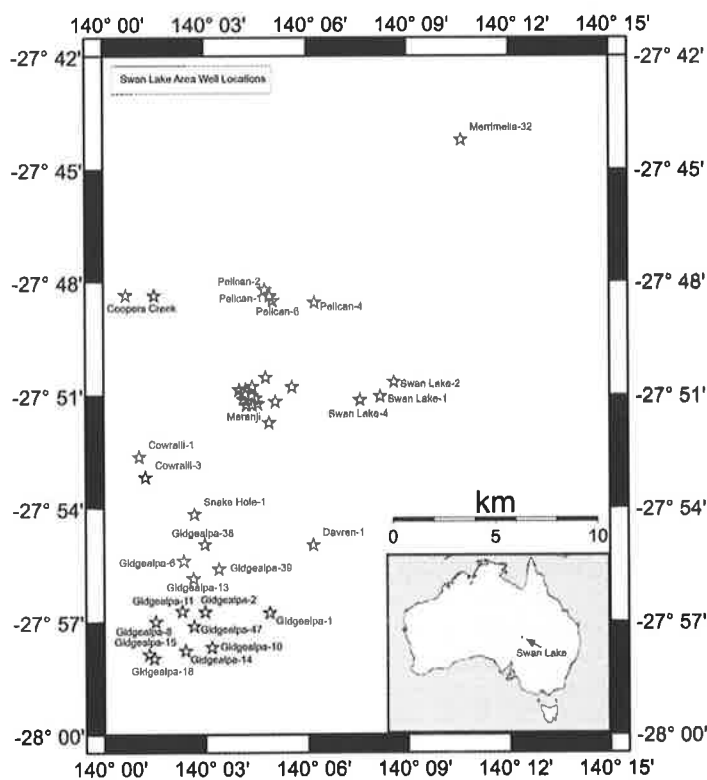 140° 00' 140° 03' 140° 06' 140° 09' 140° 12' 140° 15'
-27° 42' -27° 42'
Swan Lake Area Well Locations
Merrimelia-32
-27° 45' -27° 45'
Pelican-2
-27° 48' -27° 48'
Pelican-1
Coopers Creek Pelican-6 Pelican-4
Swan Lake-2
-27° 51' Swan Lake-1 -27° 51'
Meranji Swan Lake-4
Cowralli-1
Cowralli-3
Snake Hole-1
-27° 54' km -27° 54'
0 5 10
Gidgealpa-38 Davren-1
Gidgealpa-6 Gidgealpa-39
Gidgealpa-13
Gidgealpa-11 Gidgealpa-2
Gidgealpa-1
-27° 57' -27° 57'
Gidgealpa-8 Gidgealpa-47
Gidgealpa-15 Gidgealpa-10
Gidgealpa-14
Gidgealpa-18
Swan Lake
-28° 00' -28° 00'
140° 00' 140° 03' 140° 06' 140° 09' 140° 12' 140° 15'